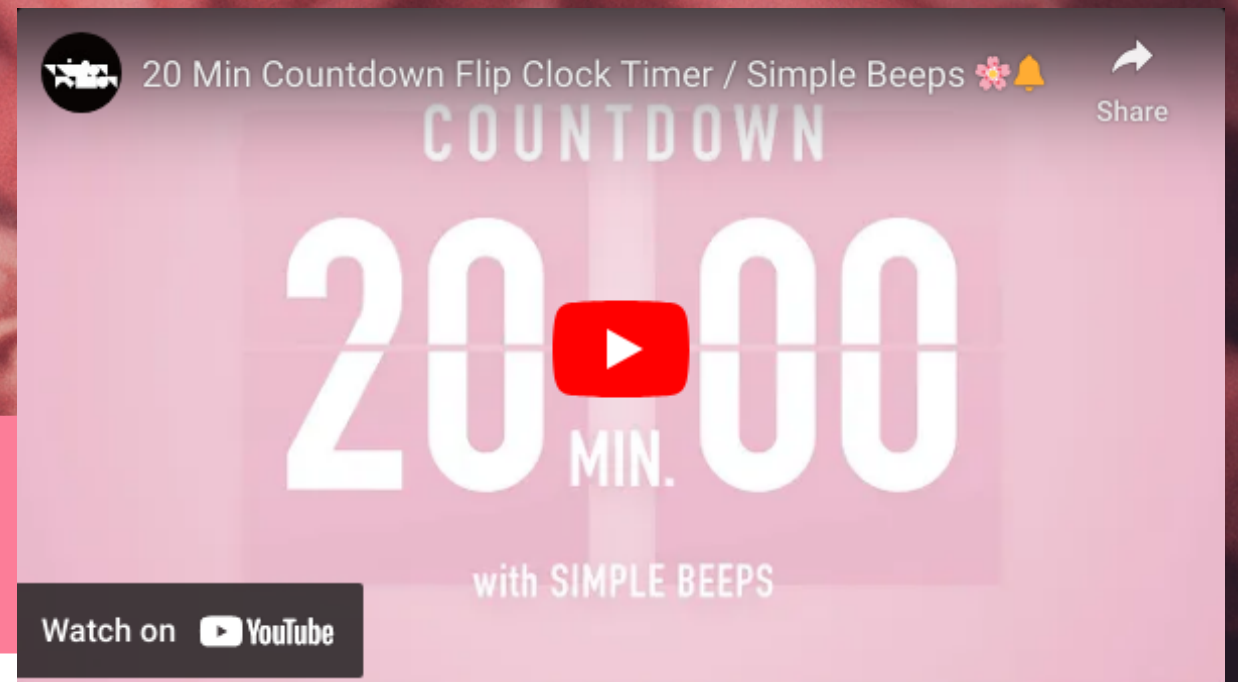 20 Min Countdown Flip Clock Timer / Simple Beeps 🌸🔔
Share
COUNTDOWN
20 00
MIN.
with SIMPLE BEEPS
Watch on YouTube